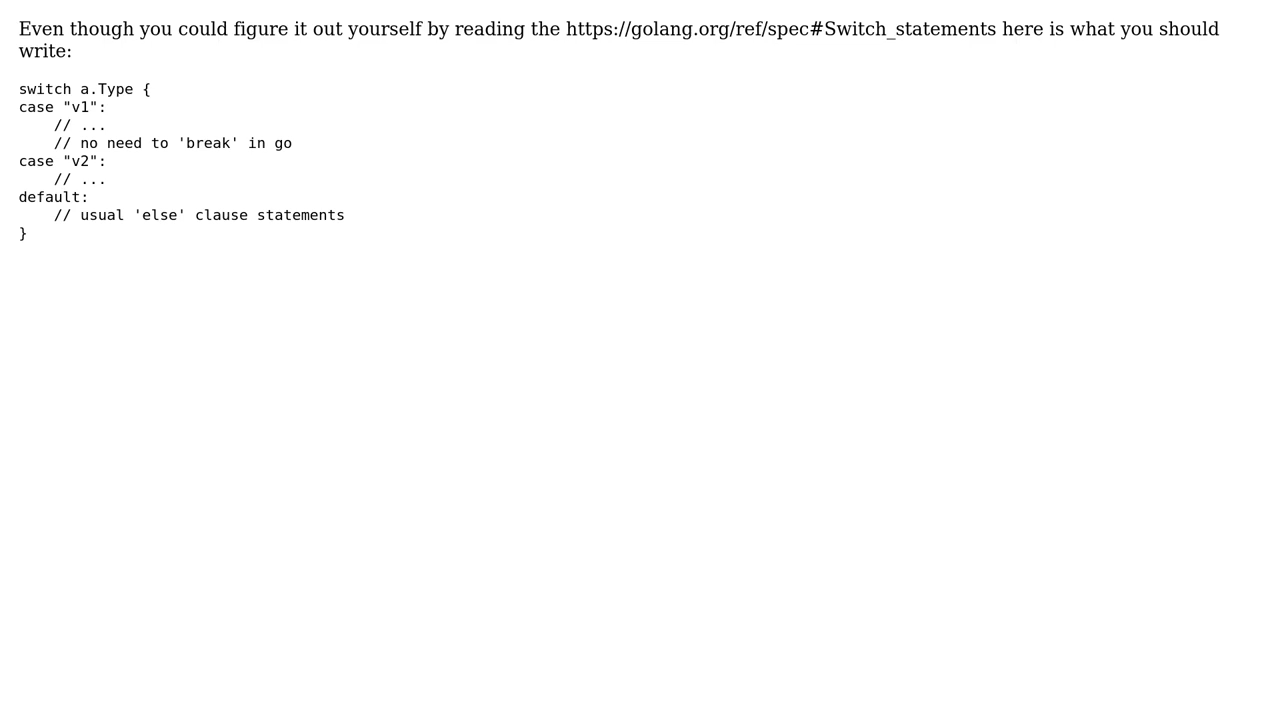 Even though you could figure it out yourself by reading the https://golang.org/ref/spec#Switch_statements here is what you should
write:
switch a.Type {
case "v1":
    // ...
    // no need to 'break' in go
case "v2":
    // ...
default:
    // usual 'else' clause statements
}